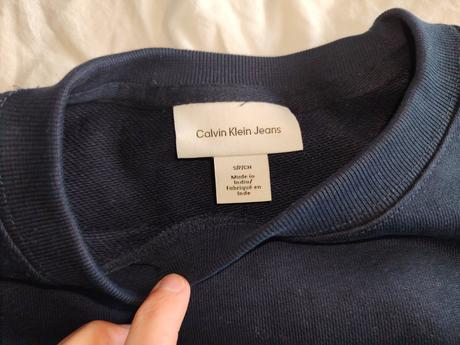 Calvin Klein Jeans
S/P/CH
Made in
India/
Fabriqué en
Inde